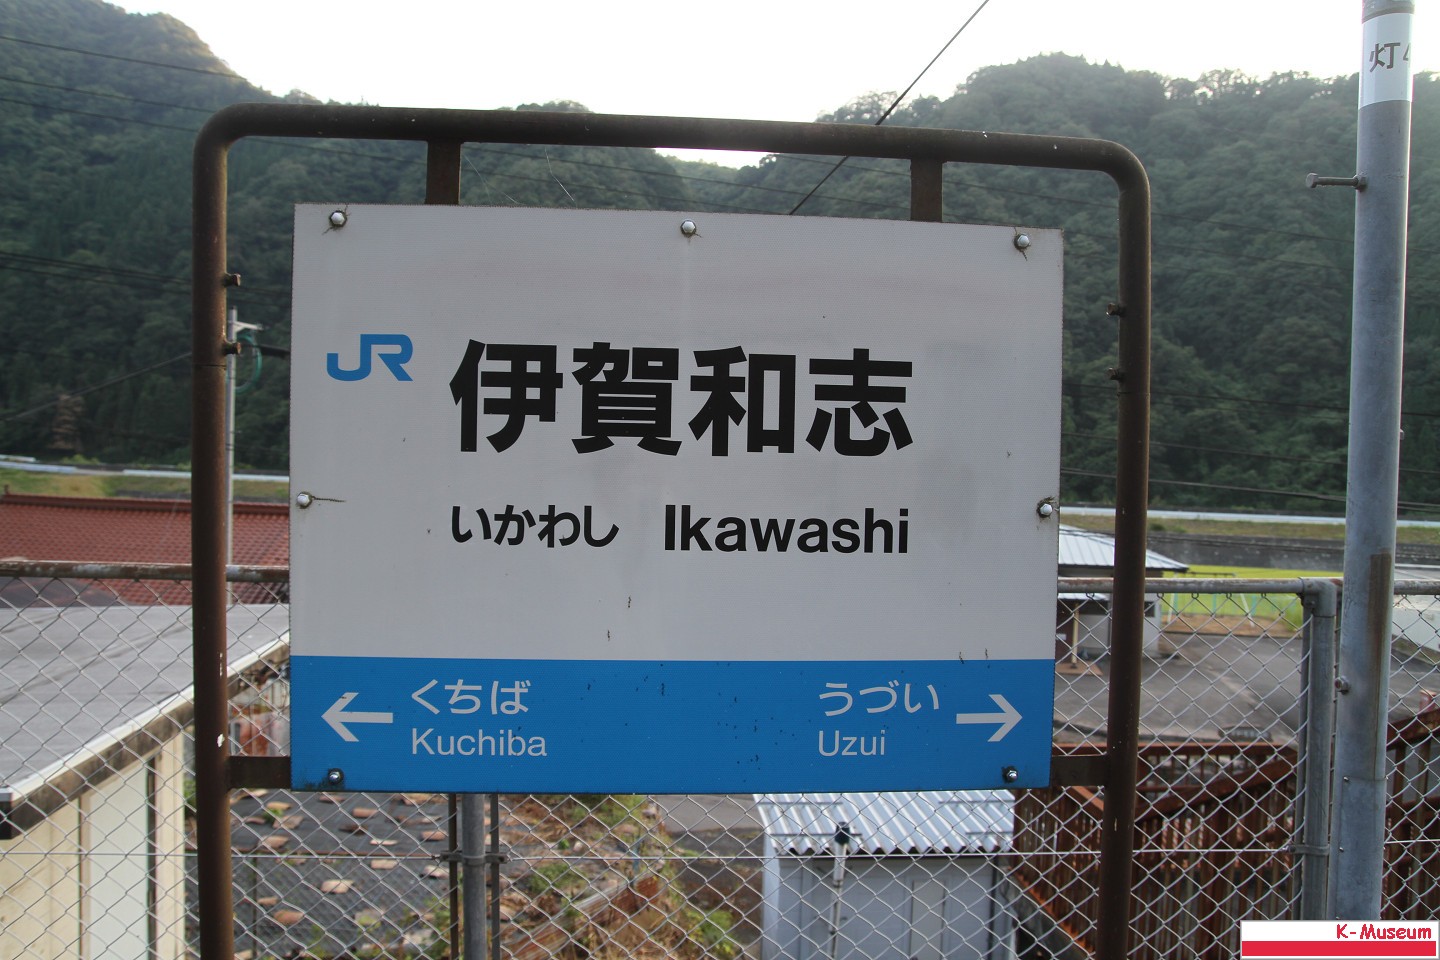 灯4
JR 伊賀和志
いかわし Ikawashi
← くちば うづい →
Kuchiba Uzui
K-Museum